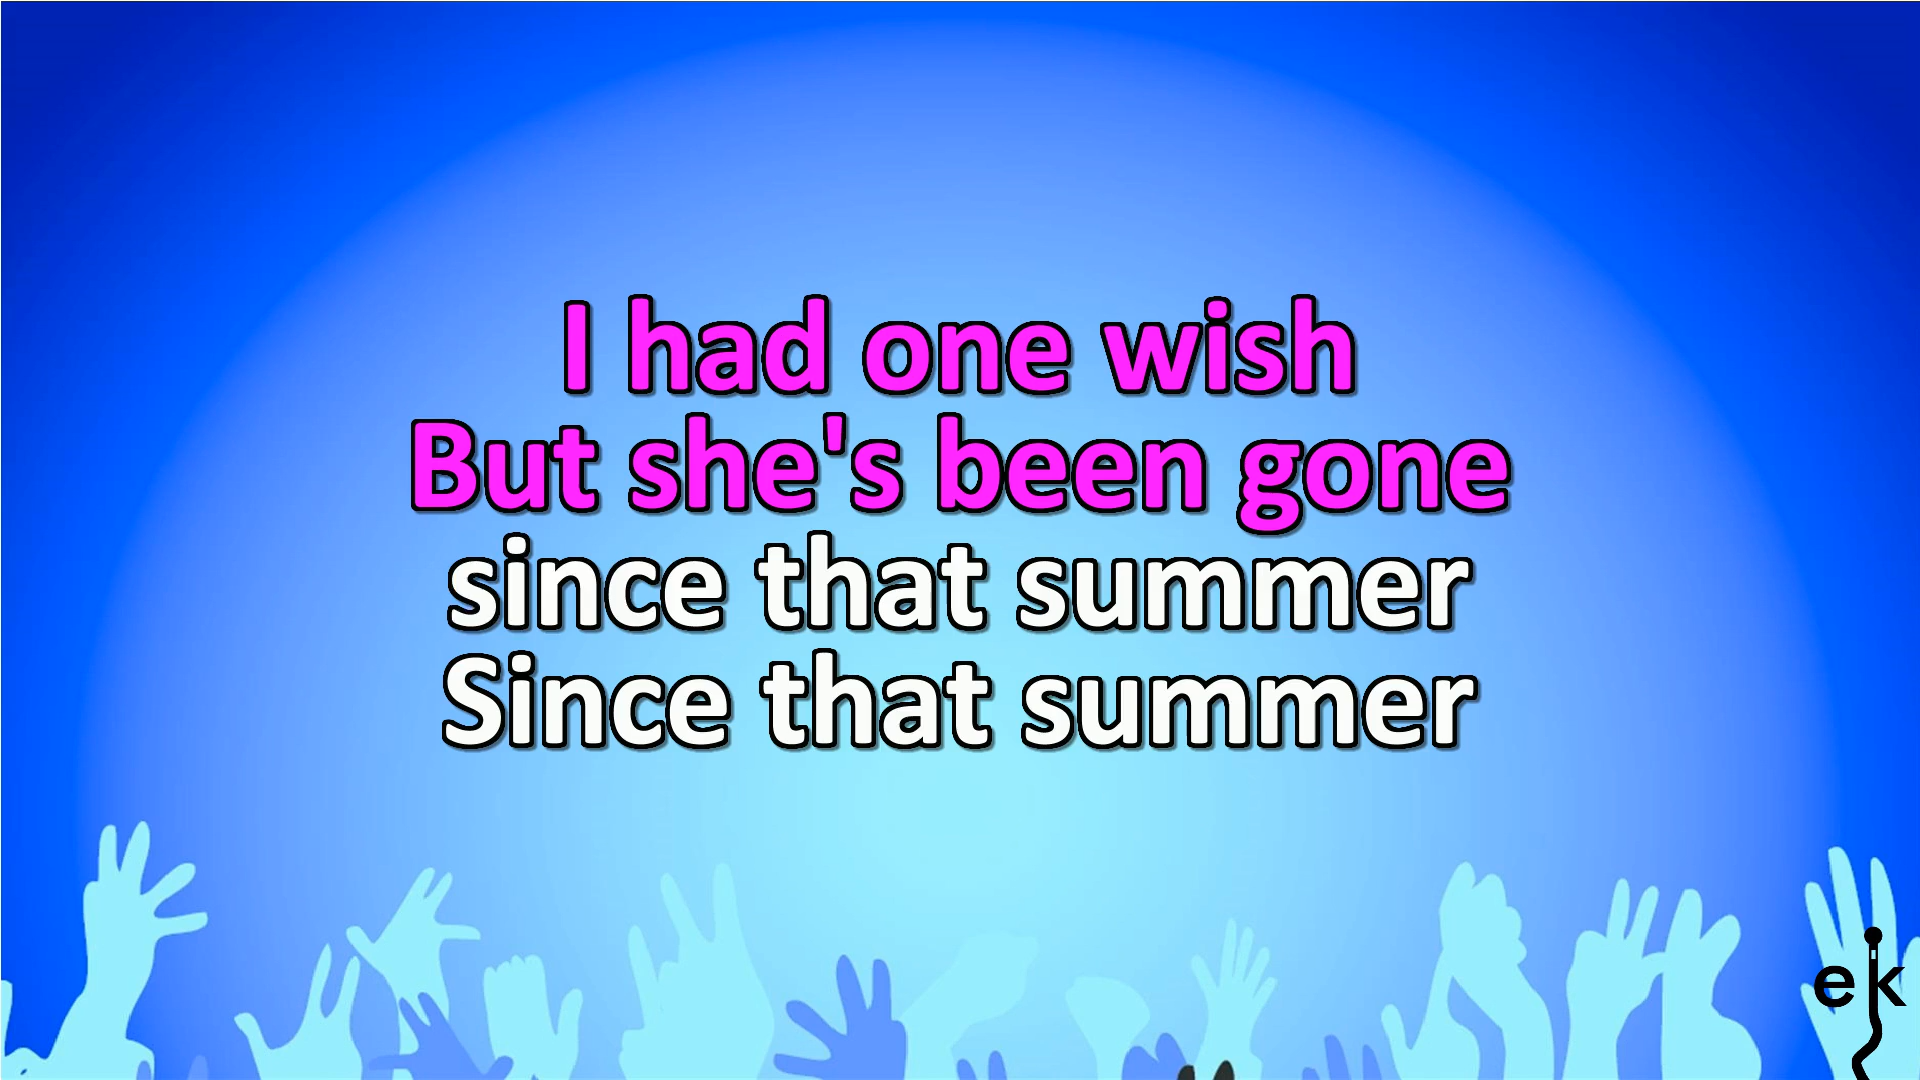 I had one wish
But she's been gone
since that summer
Since that summer
ek